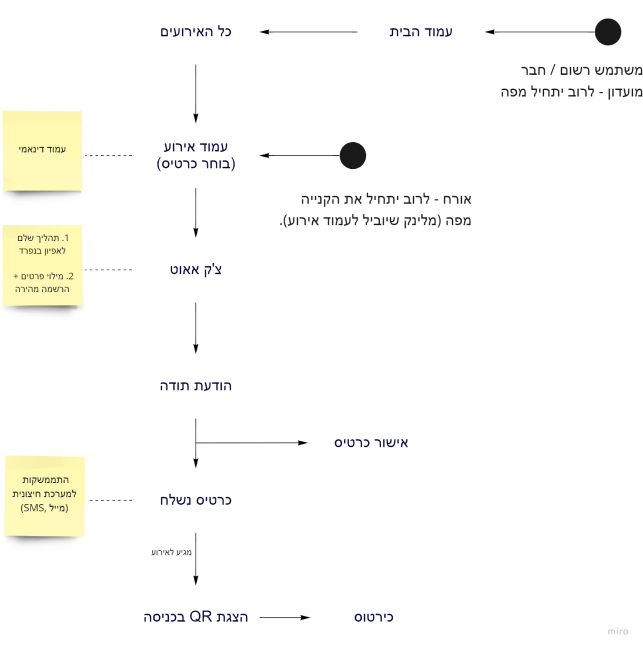 עמוד הבית
כל האירועים
משתמש רשום / חבר
מועדון - לרוב יתחיל מפה
עמוד דינאמי
עמוד אירוע
(בוחר כרטיס)
אורח - לרוב יתחיל את הקנייה
מפה (מלינק שיוביל לעמוד אירוע).
1. תהליך שלם
לאפיון בנפרד
2. מילוי פרטים +
הרשמה מהירה
צ'ק אאוט
הודעת תודה
אישור כרטיס
התממשקות
למערכת חיצונית
(מייל, SMS)
כרטיס נשלח
מגיע לאירוע
הצגת QR בכניסה
כירטוס
miro